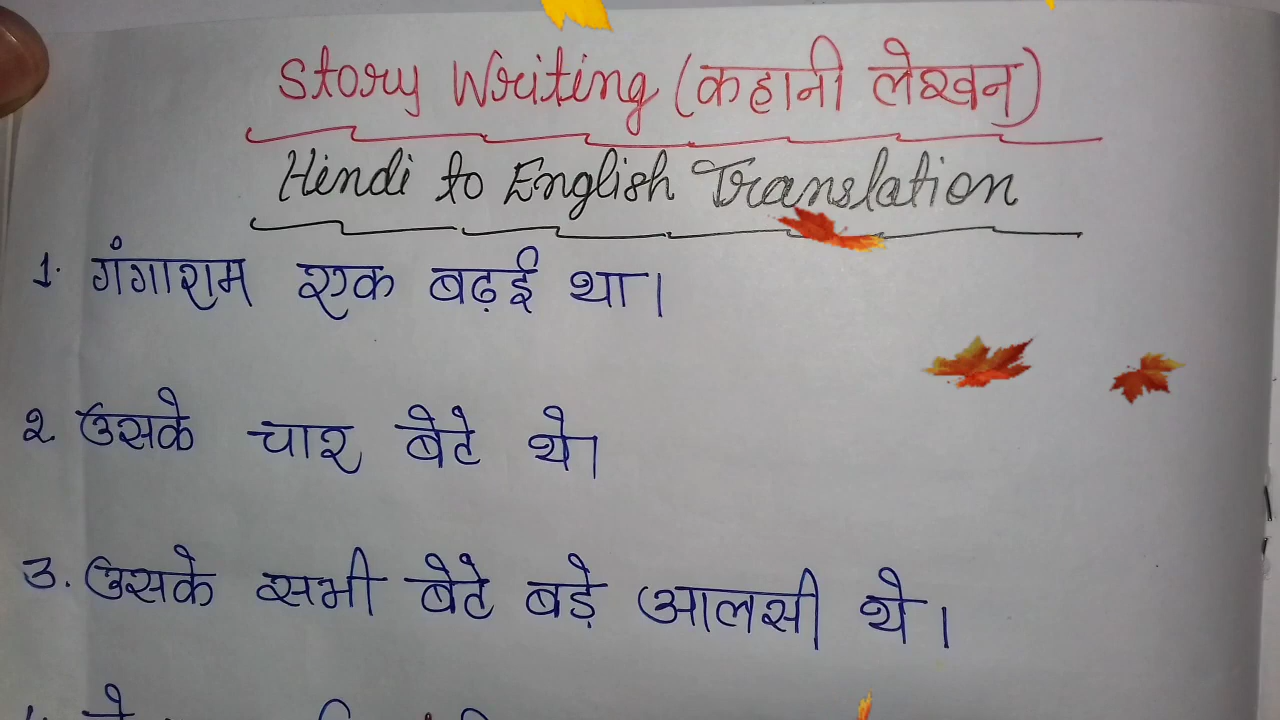 Story Writing (कहानी लेखन)
Hindi to English Translation
1. गंगाराम एक बढ़ई था।
2. उसके चार बेटे थे।
3. उसके सभी बेटे बड़े आलसी थे।